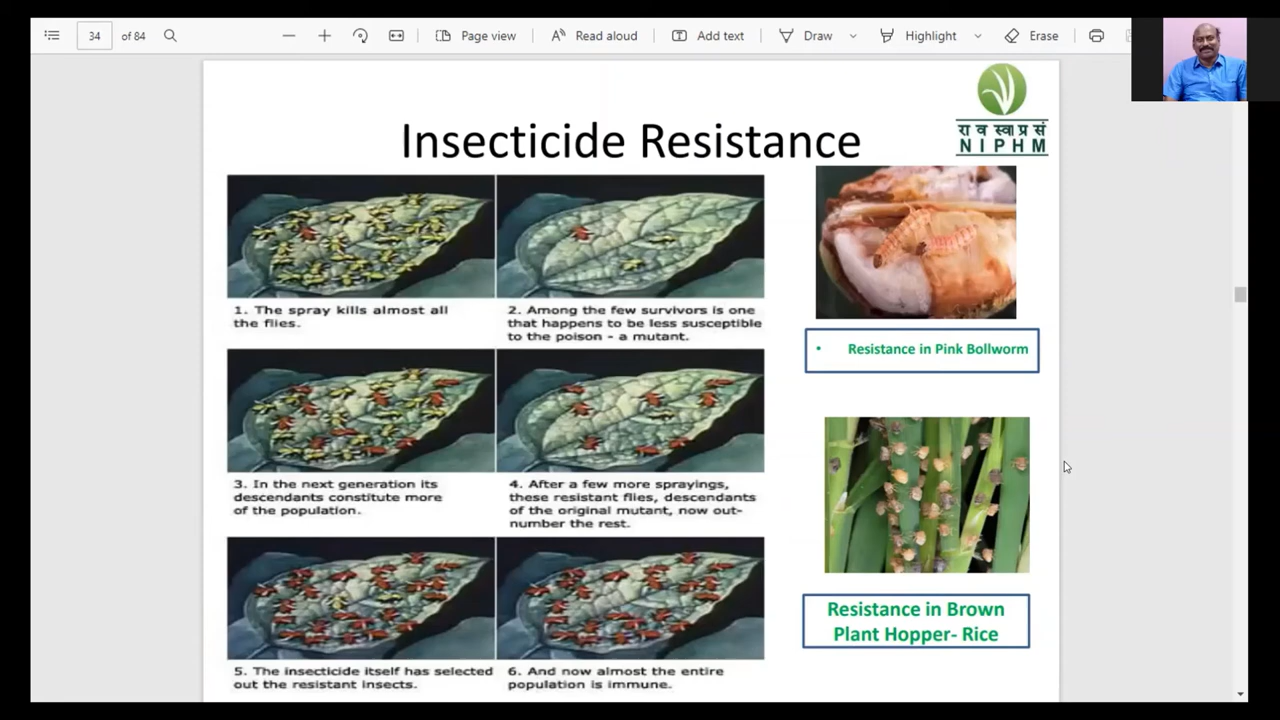 34
of 84
Page view
Read aloud
Add text
Draw
Highlight
Erase
रा व स्वा प्र सं
NIPHM
Insecticide Resistance
1. The spray kills almost all
the flies.
2. Among the few survivors is one
that happens to be less susceptible
to the poison - a mutant.
3. In the next generation its
descendants constitute more
of the population.
4. After a few more sprayings,
these resistant flies, descendants
of the original mutant, now out-
number the rest.
5. The insecticide itself has selected
out the resistant insects.
6. And now almost the entire
population is immune.
• Resistance in Pink Bollworm
Resistance in Brown
Plant Hopper- Rice